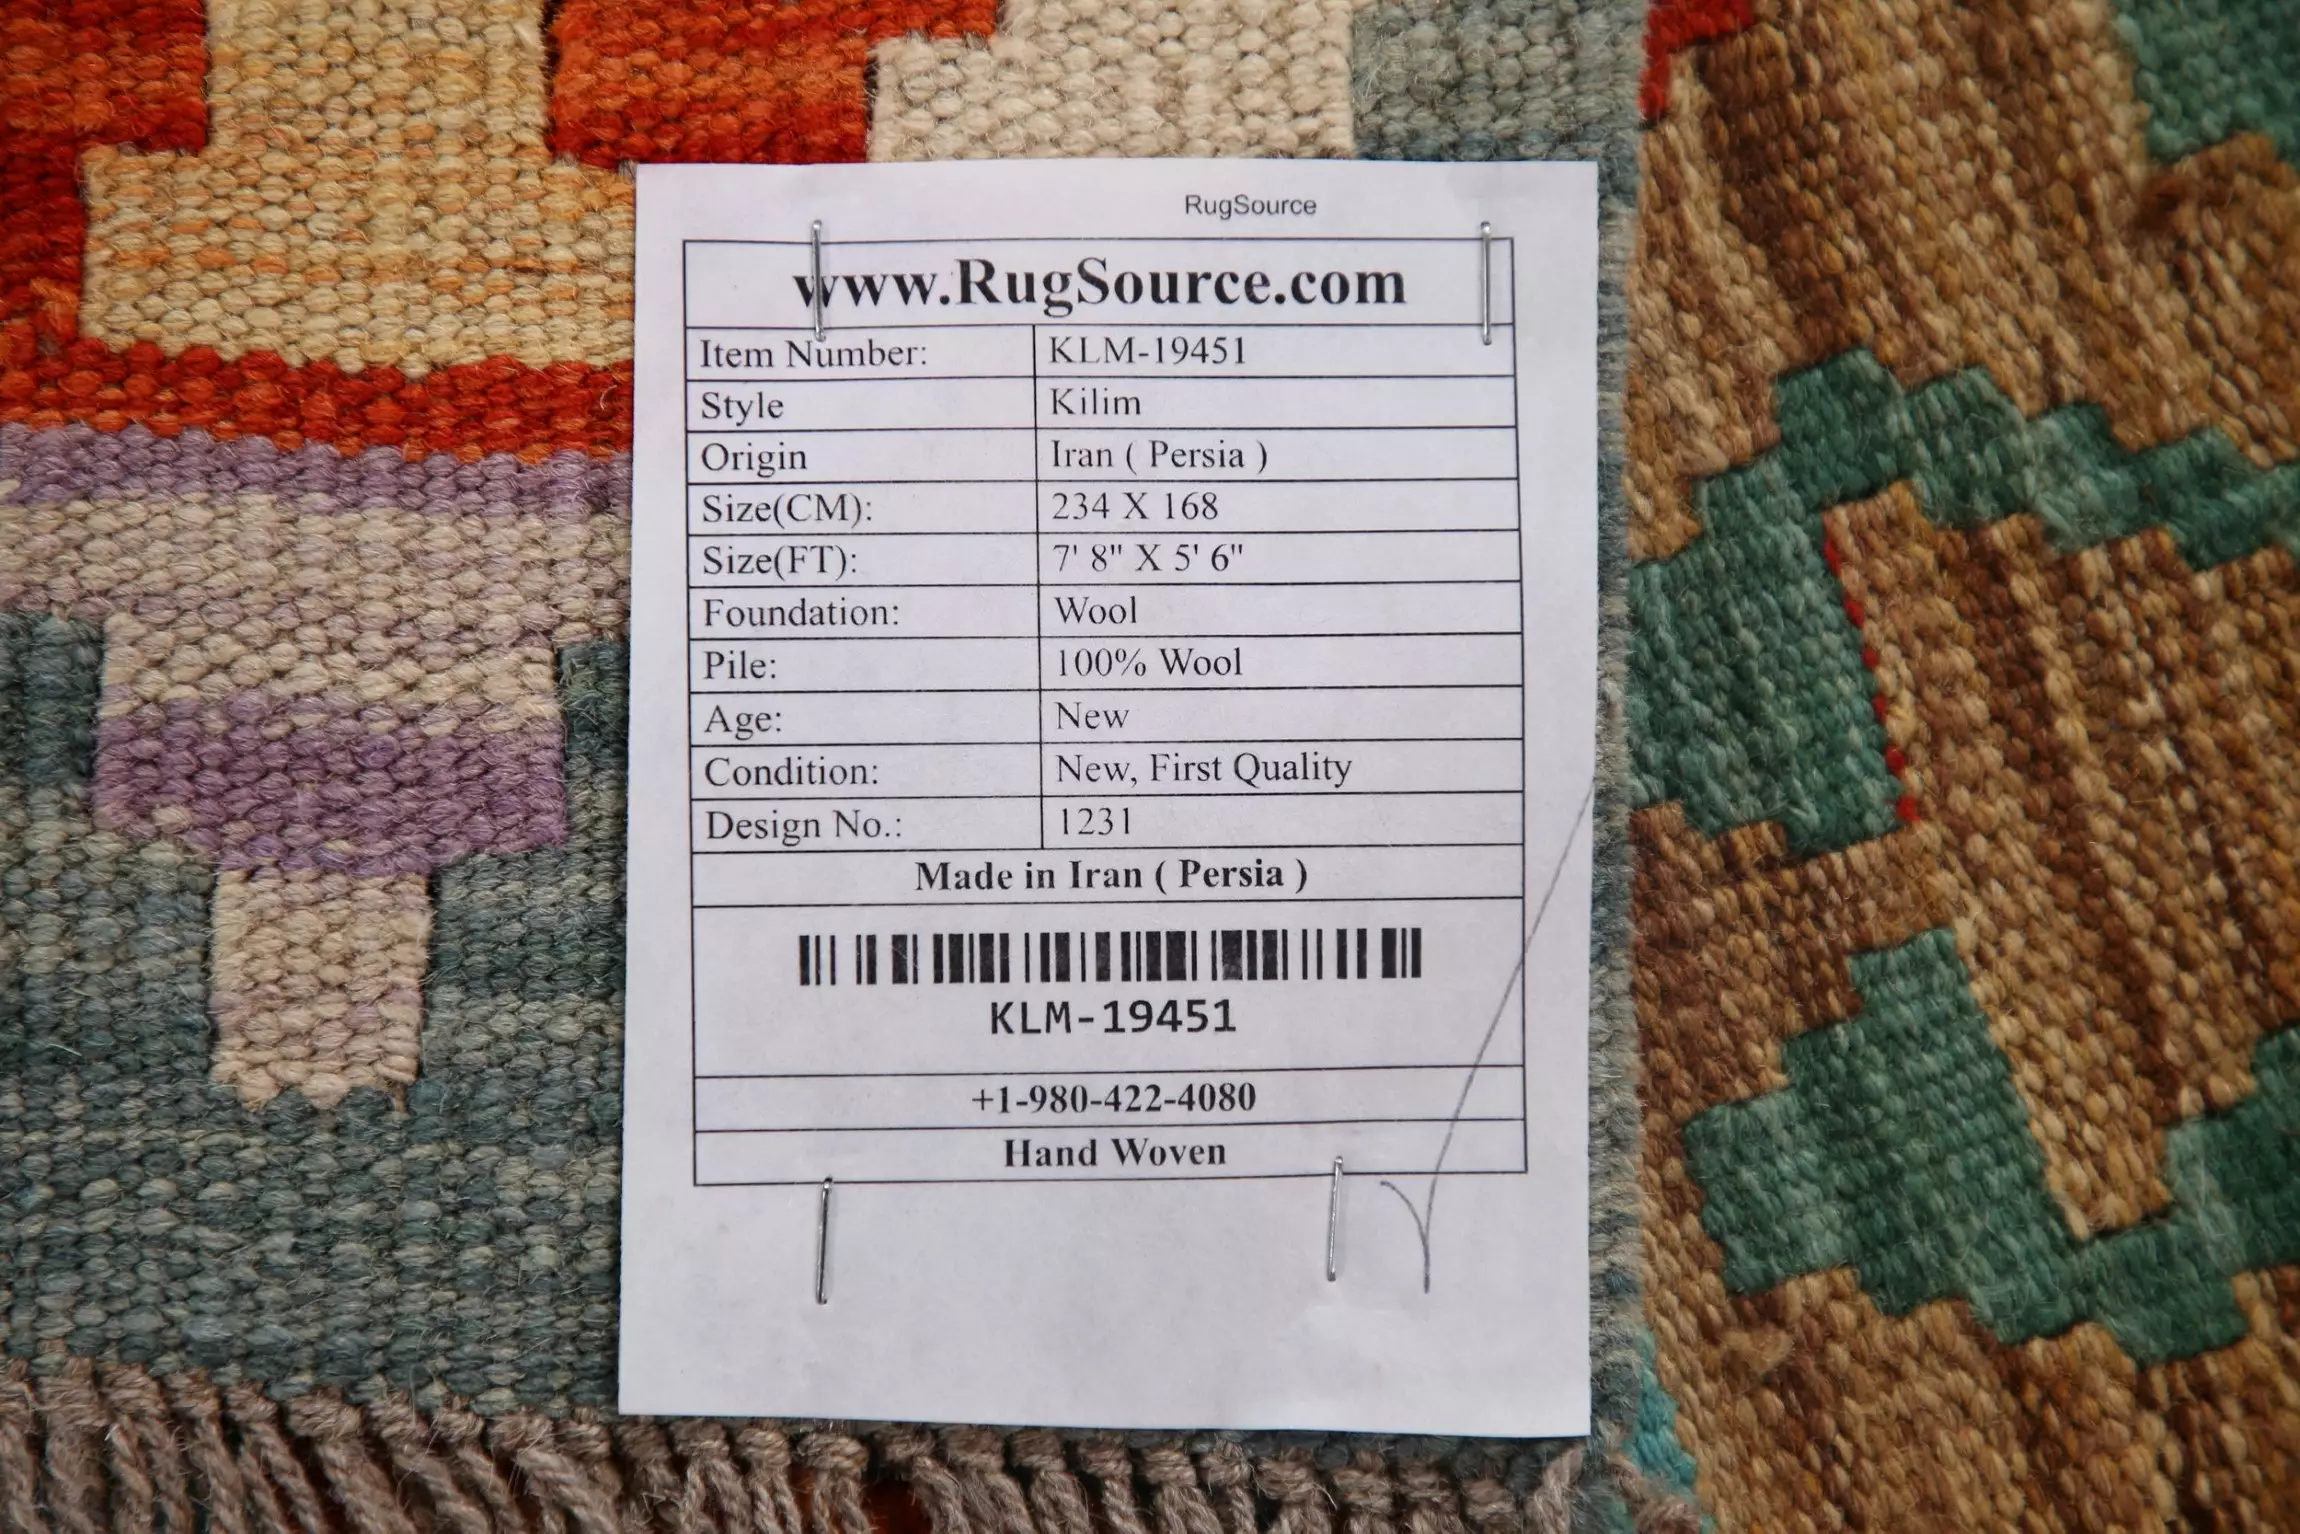 RugSource
www.RugSource.com
Item Number: KLM-19451
Style Kilim
Origin Iran ( Persia )
Size(CM): 234 X 168
Size(FT): 7' 8" X 5' 6"
Foundation: Wool
Pile: 100% Wool
Age: New
Condition: New, First Quality
Design No.: 1231
Made in Iran ( Persia )
KLM-19451
+1-980-422-4080
Hand Woven